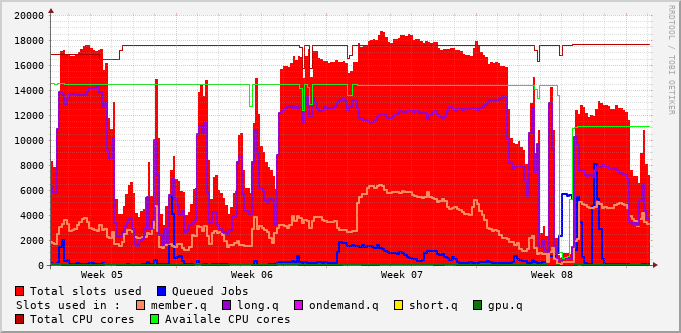 20000
18000
16000
14000
12000
10000
8000
6000
4000
2000
0
Week 05 Week 06 Week 07 Week 08
RRDTOOL / TOBI OETIKER
Total slots used Queued Jobs
Slots used in : member.q long.q ondemand.q short.q gpu.q
Total CPU cores Availale CPU cores